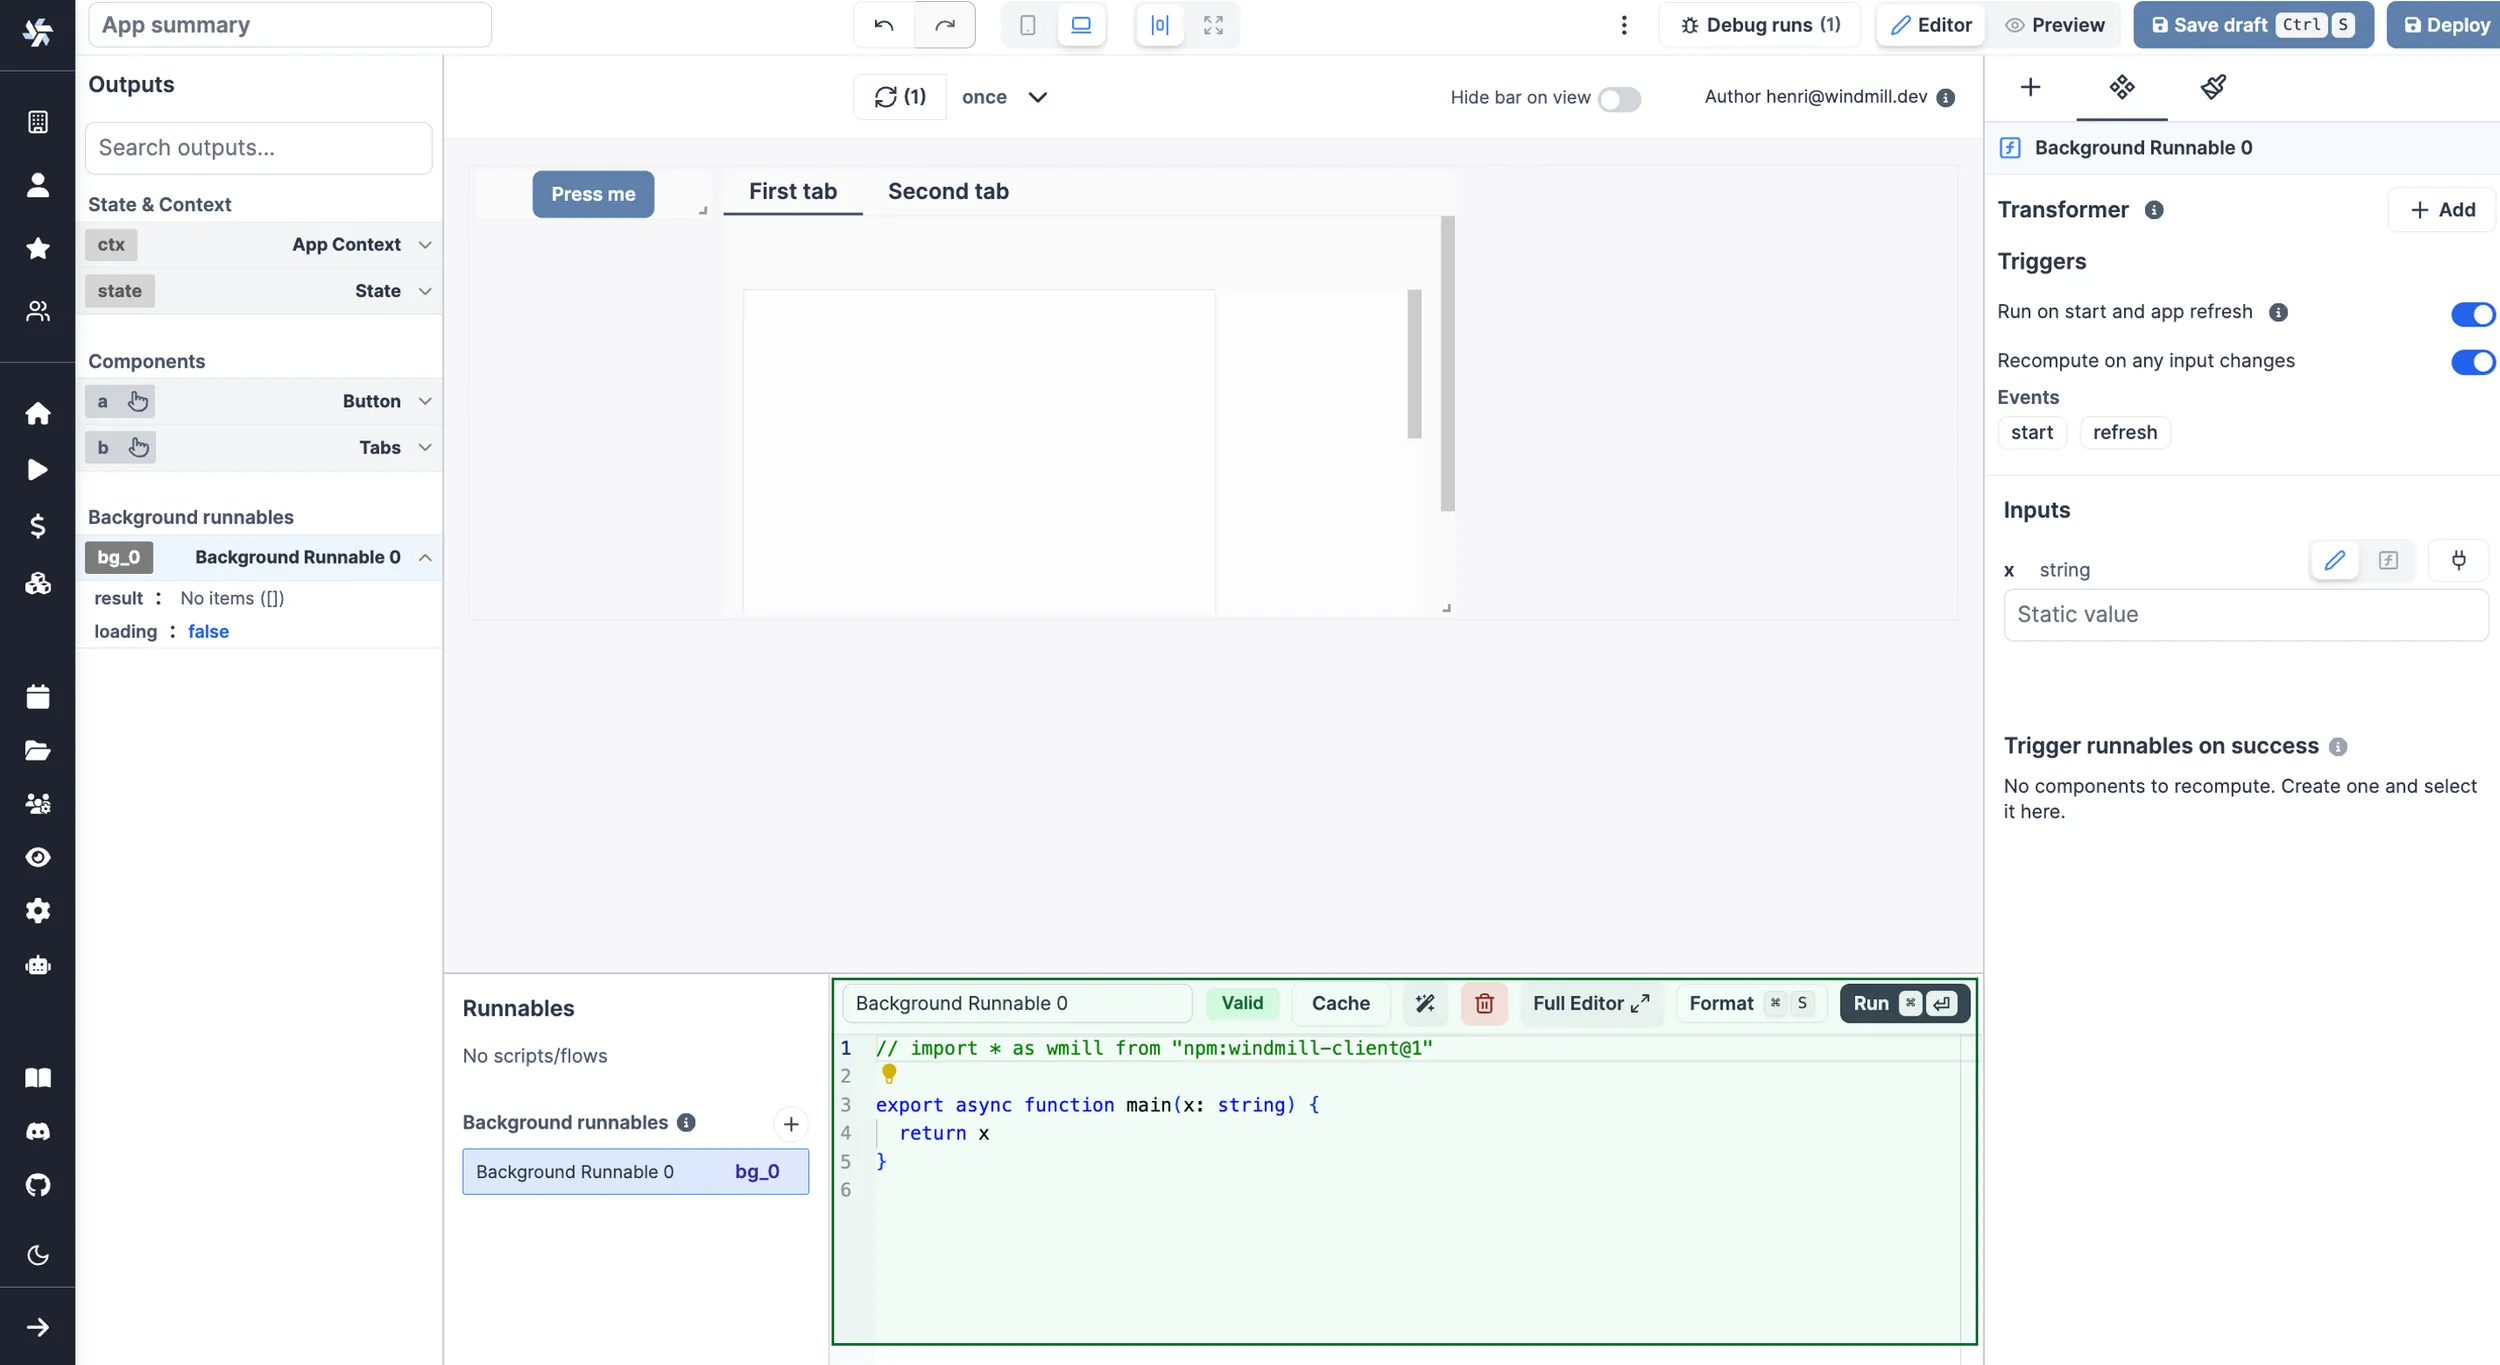 App summary
Debug runs (1)
Editor
Preview
Save draft Ctrl S
Deploy
Outputs
Search outputs...
State & Context
ctx App Context
state State
Components
a Button
b Tabs
Background runnables
bg_0 Background Runnable 0
result : No items ([])
loading : false
(1) once
Hide bar on view
Author henri@windmill.dev
Press me
First tab
Second tab
Runnables
No scripts/flows
Background runnables
Background Runnable 0 bg_0
Background Runnable 0
Valid
Cache
Full Editor
Format ⌘ S
Run ⌘
1 // import * as wmill from "npm:windmill-client@1"
2
3 export async function main(x: string) {
4 return x
5 }
6
Background Runnable 0
Transformer
Add
Triggers
Run on start and app refresh
Recompute on any input changes
Events
start refresh
Inputs
x string
Static value
Trigger runnables on success
No components to recompute. Create one and select
it here.